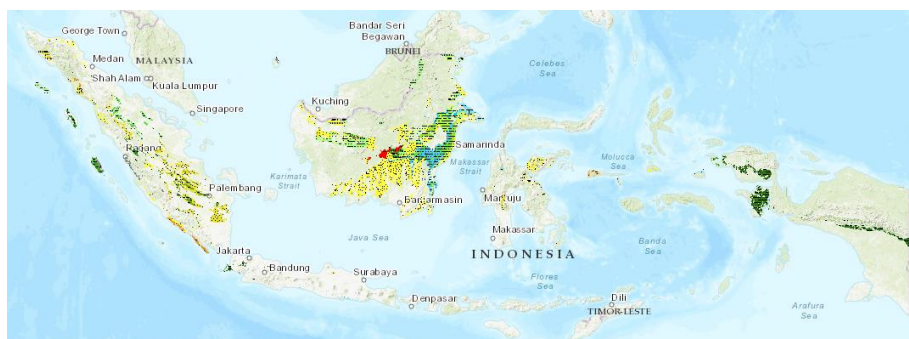 Bandar Seri
Begawan
George Town
BRUNEI
MALAYSIA
Medan
Celebes
Sea
Shah Alam
Kuala Lumpur
Kuching
Singapore
Samarinda
Molucca
Sea
Padang
Makassar
Strait
Karimata
Strait
Palembang
Banjarmasin
Mamuju
Java Sea
Makassar
Jakarta
INDONESIA
Banda
Sea
Bandung
Surabaya
Flores
Sea
Denpasar
Dili
TIMOR-LESTE
Arafura
Sea